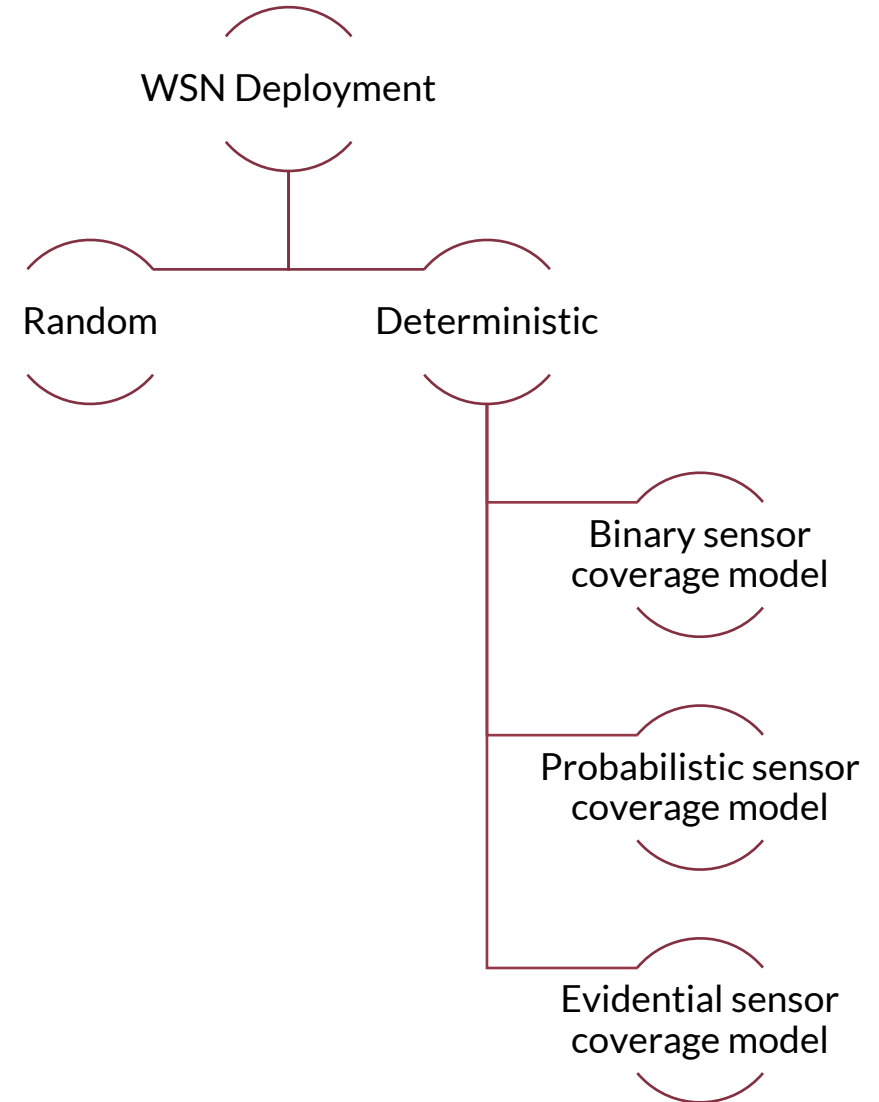 WSN Deployment
Random
Deterministic
Binary sensor
coverage model
Probabilistic sensor
coverage model
Evidential sensor
coverage model